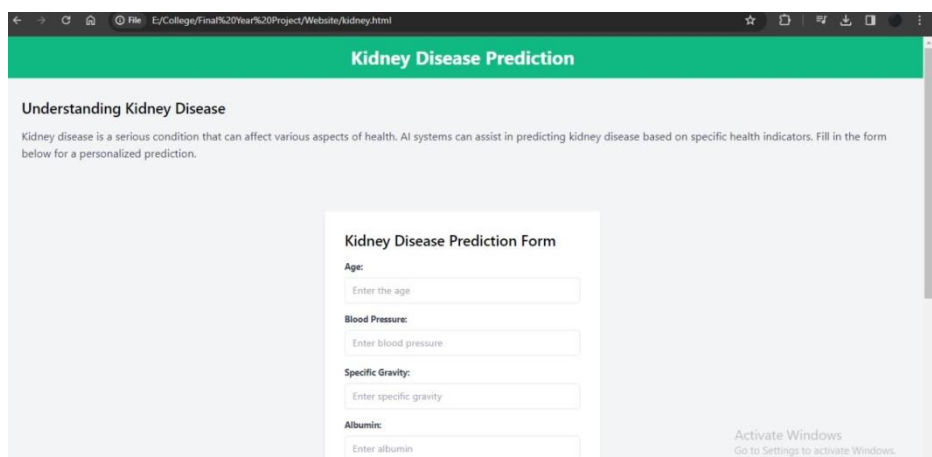 File E:/College/Final%20Year%20Project/Website/kidney.html
Kidney Disease Prediction
Understanding Kidney Disease
Kidney disease is a serious condition that can affect various aspects of health. AI systems can assist in predicting kidney disease based on specific health indicators. Fill in the form
below for a personalized prediction.
Kidney Disease Prediction Form
Age:
Enter the age
Blood Pressure:
Enter blood pressure
Specific Gravity:
Enter specific gravity
Albumin:
Enter albumin
Activate Windows
Go to Settings to activate Windows.